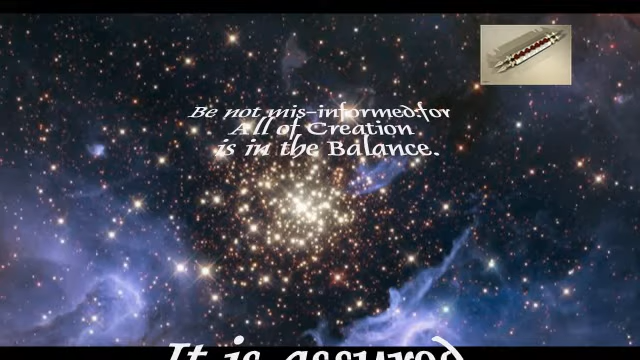 Be not mis-informed:for
All of Creation
is in the Balance.
It is assured